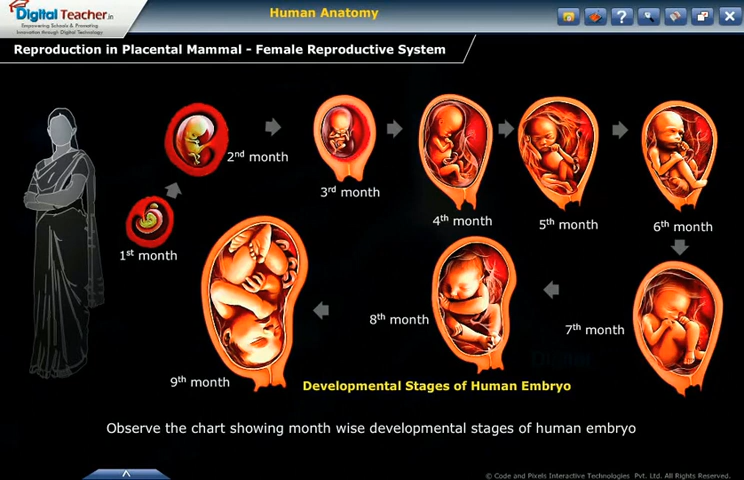 Digital Teacher.in
Empowering Schools & Promoting
Innovation through Digital Technology
Human Anatomy
?
Reproduction in Placental Mammal - Female Reproductive System
1st month
2nd month
3rd month
4th month
5th month
6th month
7th month
8th month
9th month
Developmental Stages of Human Embryo
Observe the chart showing month wise developmental stages of human embryo
© Code and Pixels Interactive Technologies Pvt. Ltd. All Rights Reserved.